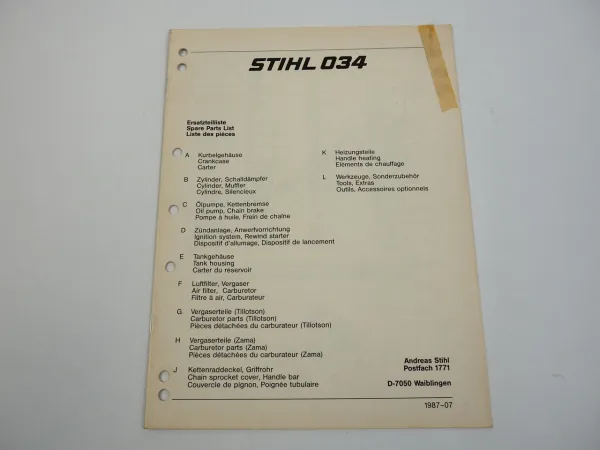 STIHL 034
Ersatzteilliste
Spare Parts List
Liste des pièces
A Kurbelgehäuse
Crankcase
Carter
B Zylinder, Schalldämpfer
Cylinder, Muffler
Cylindre, Silencieux
C Ölpumpe, Kettenbremse
Oil pump, Chain brake
Pompe à huile, Frein de chaîne
D Zündanlage, Anwerfvorrichtung
Ignition system, Rewind starter
Dispositif d'allumage, Dispositif de lancement
E Tankgehäuse
Tank housing
Carter du réservoir
F Luftfilter, Vergaser
Air filter, Carburetor
Filtre à air, Carburateur
G Vergaserteile (Tillotson)
Carburetor parts (Tillotson)
Pièces détachées du carburateur (Tillotson)
H Vergaserteile (Zama)
Carburetor parts (Zama)
Pièces détachées du carburateur (Zama)
J Kettenraddeckel, Griffrohr
Chain sprocket cover, Handle bar
Couvercle de pignon, Poignée tubulaire
K Heizungsteile
Handle heating
Eléments de chauffage
L Werkzeuge, Sonderzubehör
Tools, Extras
Outils, Accessoires optionnels
Andreas Stihl
Postfach 1771
D-7050 Waiblingen
1987-07